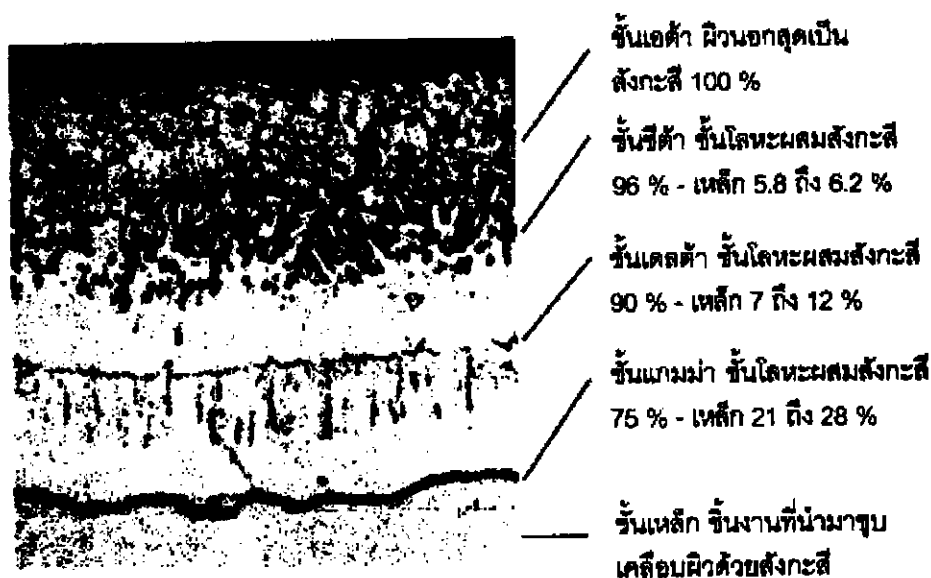 ชั้นเอต้า ผิวนอกสุดเป็น
สังกะสี 100 %
ชั้นซีต้า ชั้นโลหะผสมสังกะสี
96 % - เหล็ก 5.8 ถึง 6.2 %
ชั้นเดลต้า ชั้นโลหะผสมสังกะสี
90 % - เหล็ก 7 ถึง 12 %
ชั้นแกมม่า ชั้นโลหะผสมสังกะสี
75 % - เหล็ก 21 ถึง 28 %
ชั้นเหล็ก ชิ้นงานที่นำมาชุบ
เคลือบผิวด้วยสังกะสี